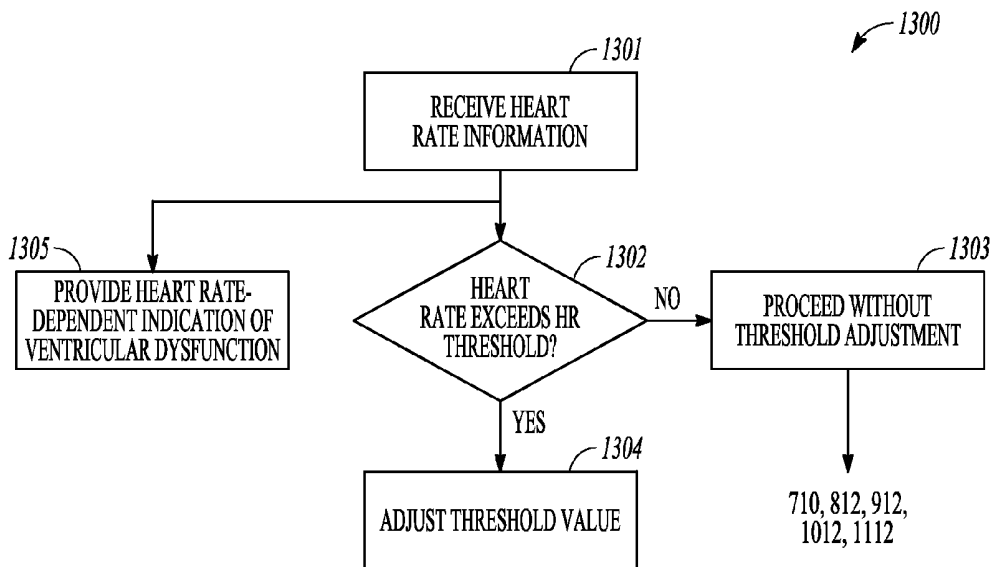 1300
1301
RECEIVE HEART
RATE INFORMATION
1305
PROVIDE HEART RATE-
DEPENDENT INDICATION OF
VENTRICULAR DYSFUNCTION
1302
HEART
RATE EXCEEDS HR
THRESHOLD?
NO
1303
PROCEED WITHOUT
THRESHOLD ADJUSTMENT
YES
1304
ADJUST THRESHOLD VALUE
710, 812, 912,
1012, 1112